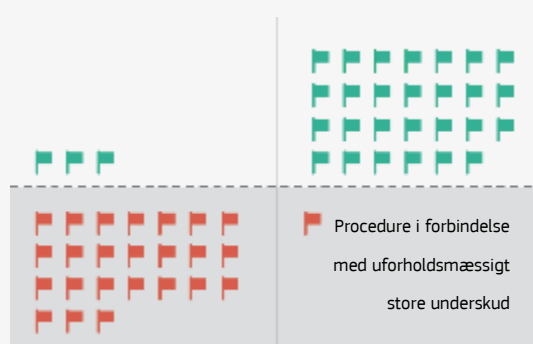 Procedure i forbindelse
med uforholdsmæssigt
store underskud